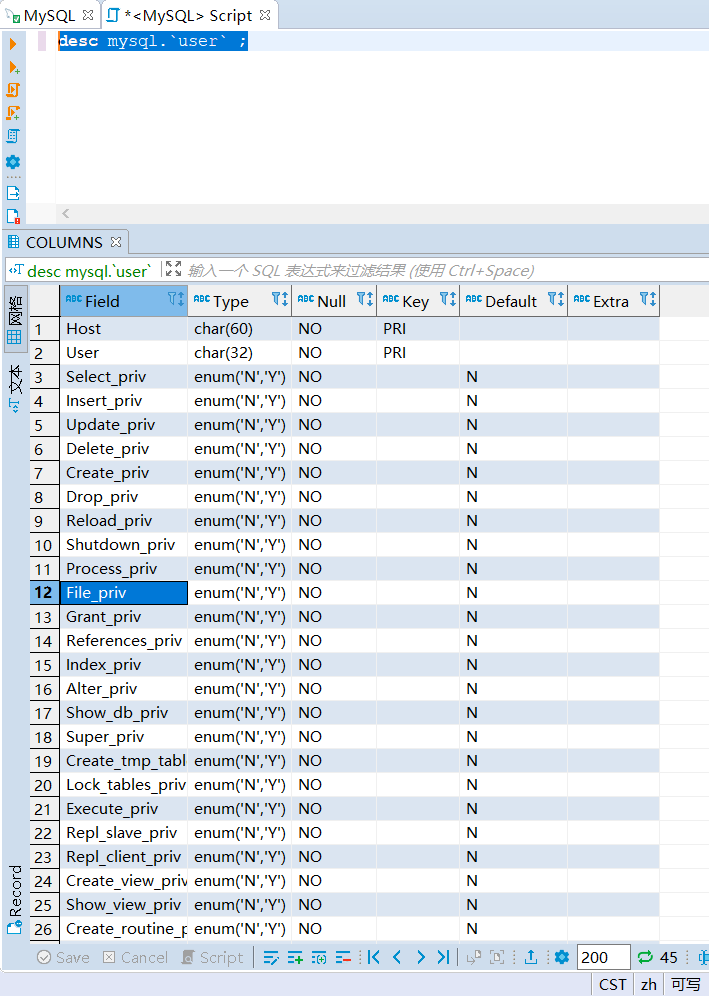 MySQL
*<MySQL> Script
desc mysql.`user` ;
COLUMNS
desc mysql.`user`
输入一个 SQL 表达式来过滤结果 (使用 Ctrl+Space)
网格
文本
Record
Field Type Null Key Default Extra
1 Host char(60) NO PRI
2 User char(32) NO PRI
3 Select_priv enum('N','Y') NO N
4 Insert_priv enum('N','Y') NO N
5 Update_priv enum('N','Y') NO N
6 Delete_priv enum('N','Y') NO N
7 Create_priv enum('N','Y') NO N
8 Drop_priv enum('N','Y') NO N
9 Reload_priv enum('N','Y') NO N
10 Shutdown_priv enum('N','Y') NO N
11 Process_priv enum('N','Y') NO N
12 File_priv enum('N','Y') NO N
13 Grant_priv enum('N','Y') NO N
14 References_priv enum('N','Y') NO N
15 Index_priv enum('N','Y') NO N
16 Alter_priv enum('N','Y') NO N
17 Show_db_priv enum('N','Y') NO N
18 Super_priv enum('N','Y') NO N
19 Create_tmp_tabl enum('N','Y') NO N
20 Lock_tables_priv enum('N','Y') NO N
21 Execute_priv enum('N','Y') NO N
22 Repl_slave_priv enum('N','Y') NO N
23 Repl_client_priv enum('N','Y') NO N
24 Create_view_priv enum('N','Y') NO N
25 Show_view_priv enum('N','Y') NO N
26 Create_routine_p enum('N','Y') NO N
Save Cancel Script 200 45
CST zh 可写